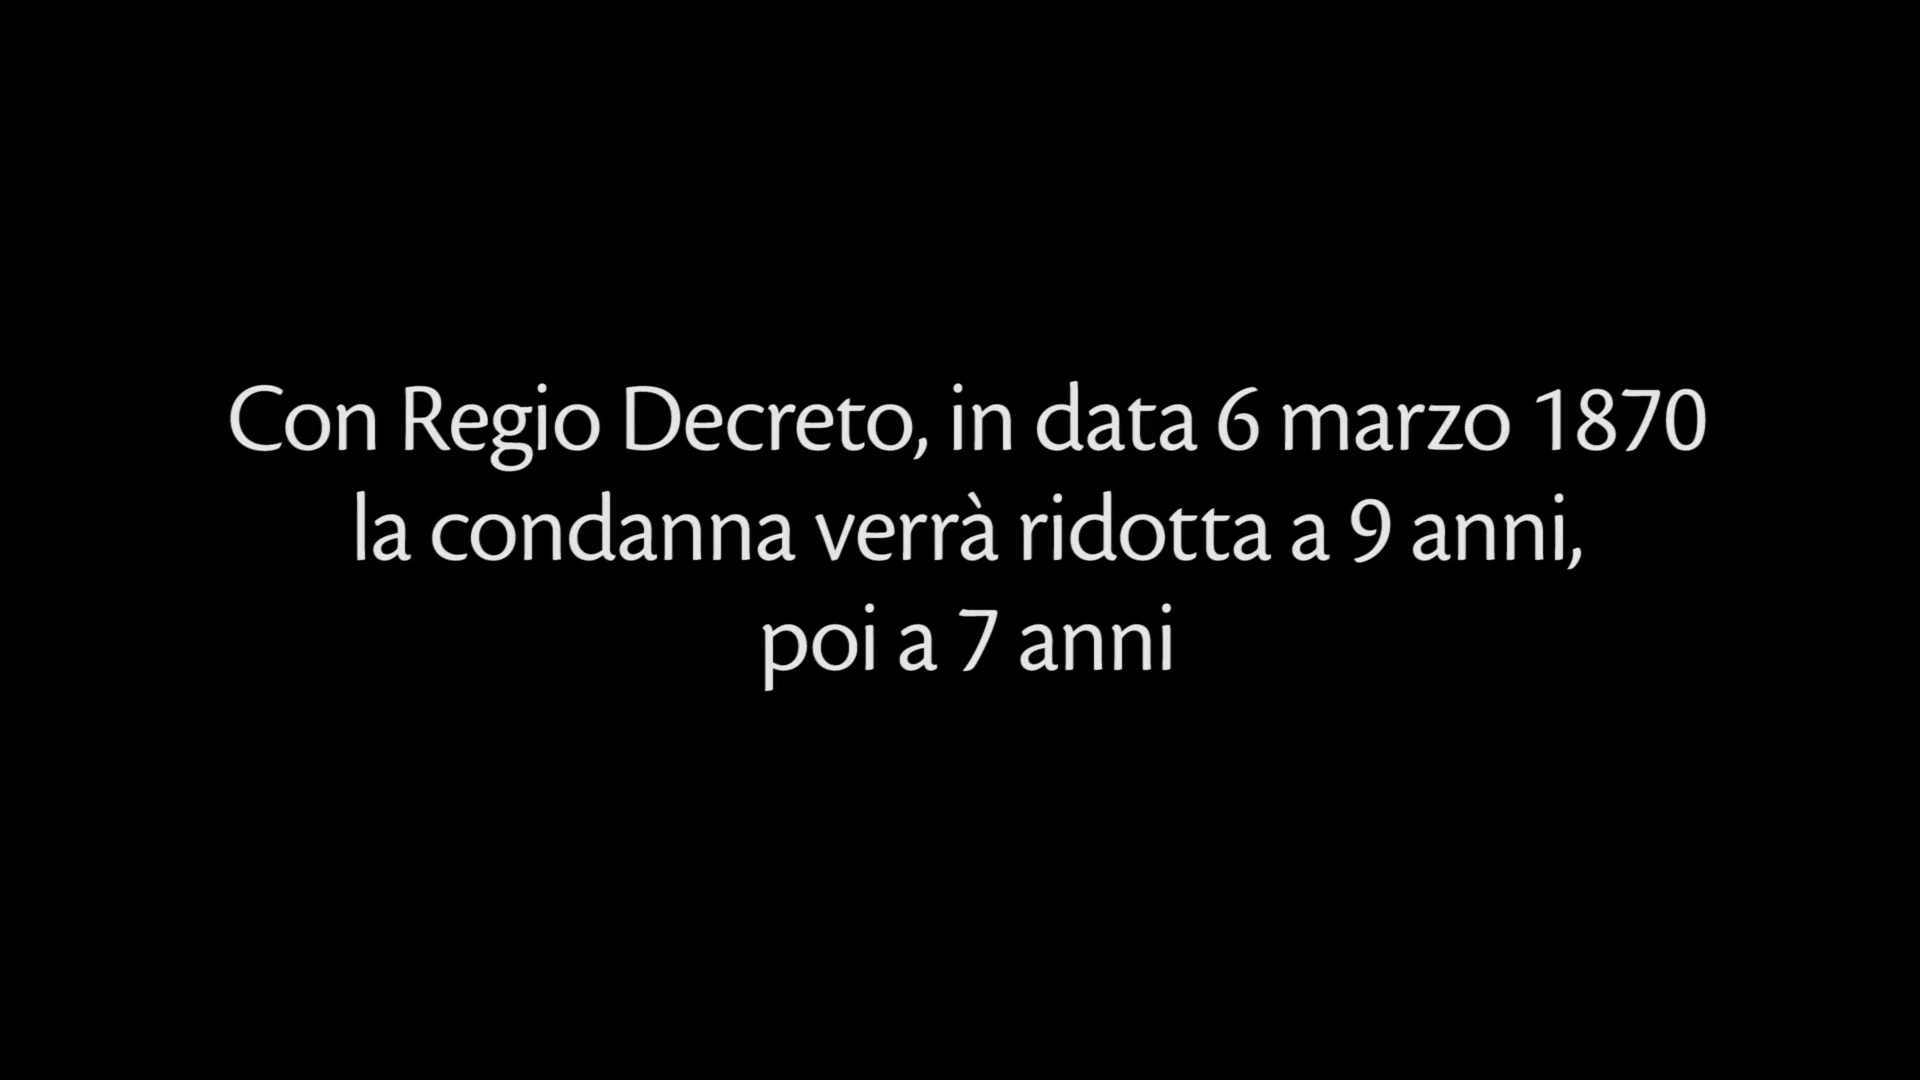 Con Regio Decreto, in data 6 marzo 1870
la condanna verrà ridotta a 9 anni,
poi a 7 anni